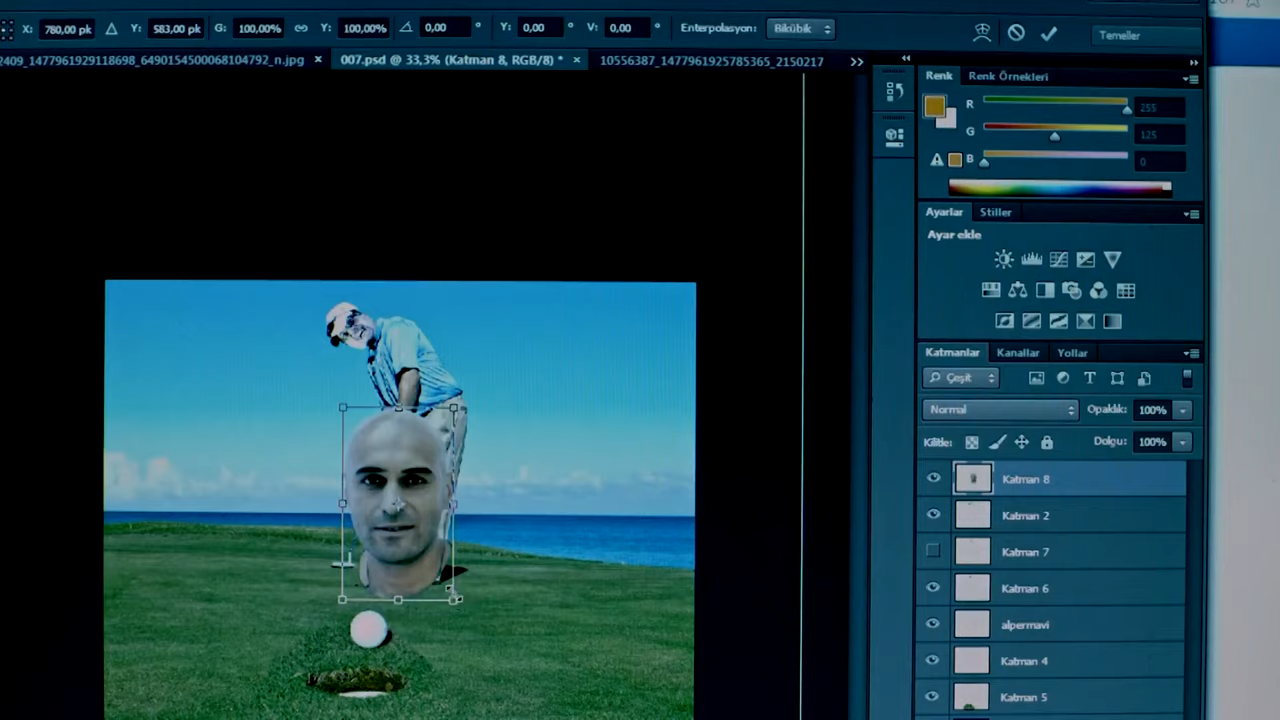 X: 780,00 pk Y: 583,00 pk G: 100,00% Y: 100,00% 0,00 ° Y: 0,00 ° V: 0,00 ° Enterpolasyon: Bikübik Temeller
2409_1477961929118698_6490154500068104792_n.jpg × 007.psd @ 33,3% (Katman 8, RGB/8) * × 10556387_1477961925785365_2150217 »
Renk Renk Örnekleri
R 255
G 125
B 0
Ayarlar Stiller
Ayar ekle
Katmanlar Kanallar Yollar
Çeşit T
Normal Opaklık: 100%
Kilitle: Dolgu: 100%
Katman 8
Katman 2
Katman 7
Katman 6
alpermavi
Katman 4
Katman 5